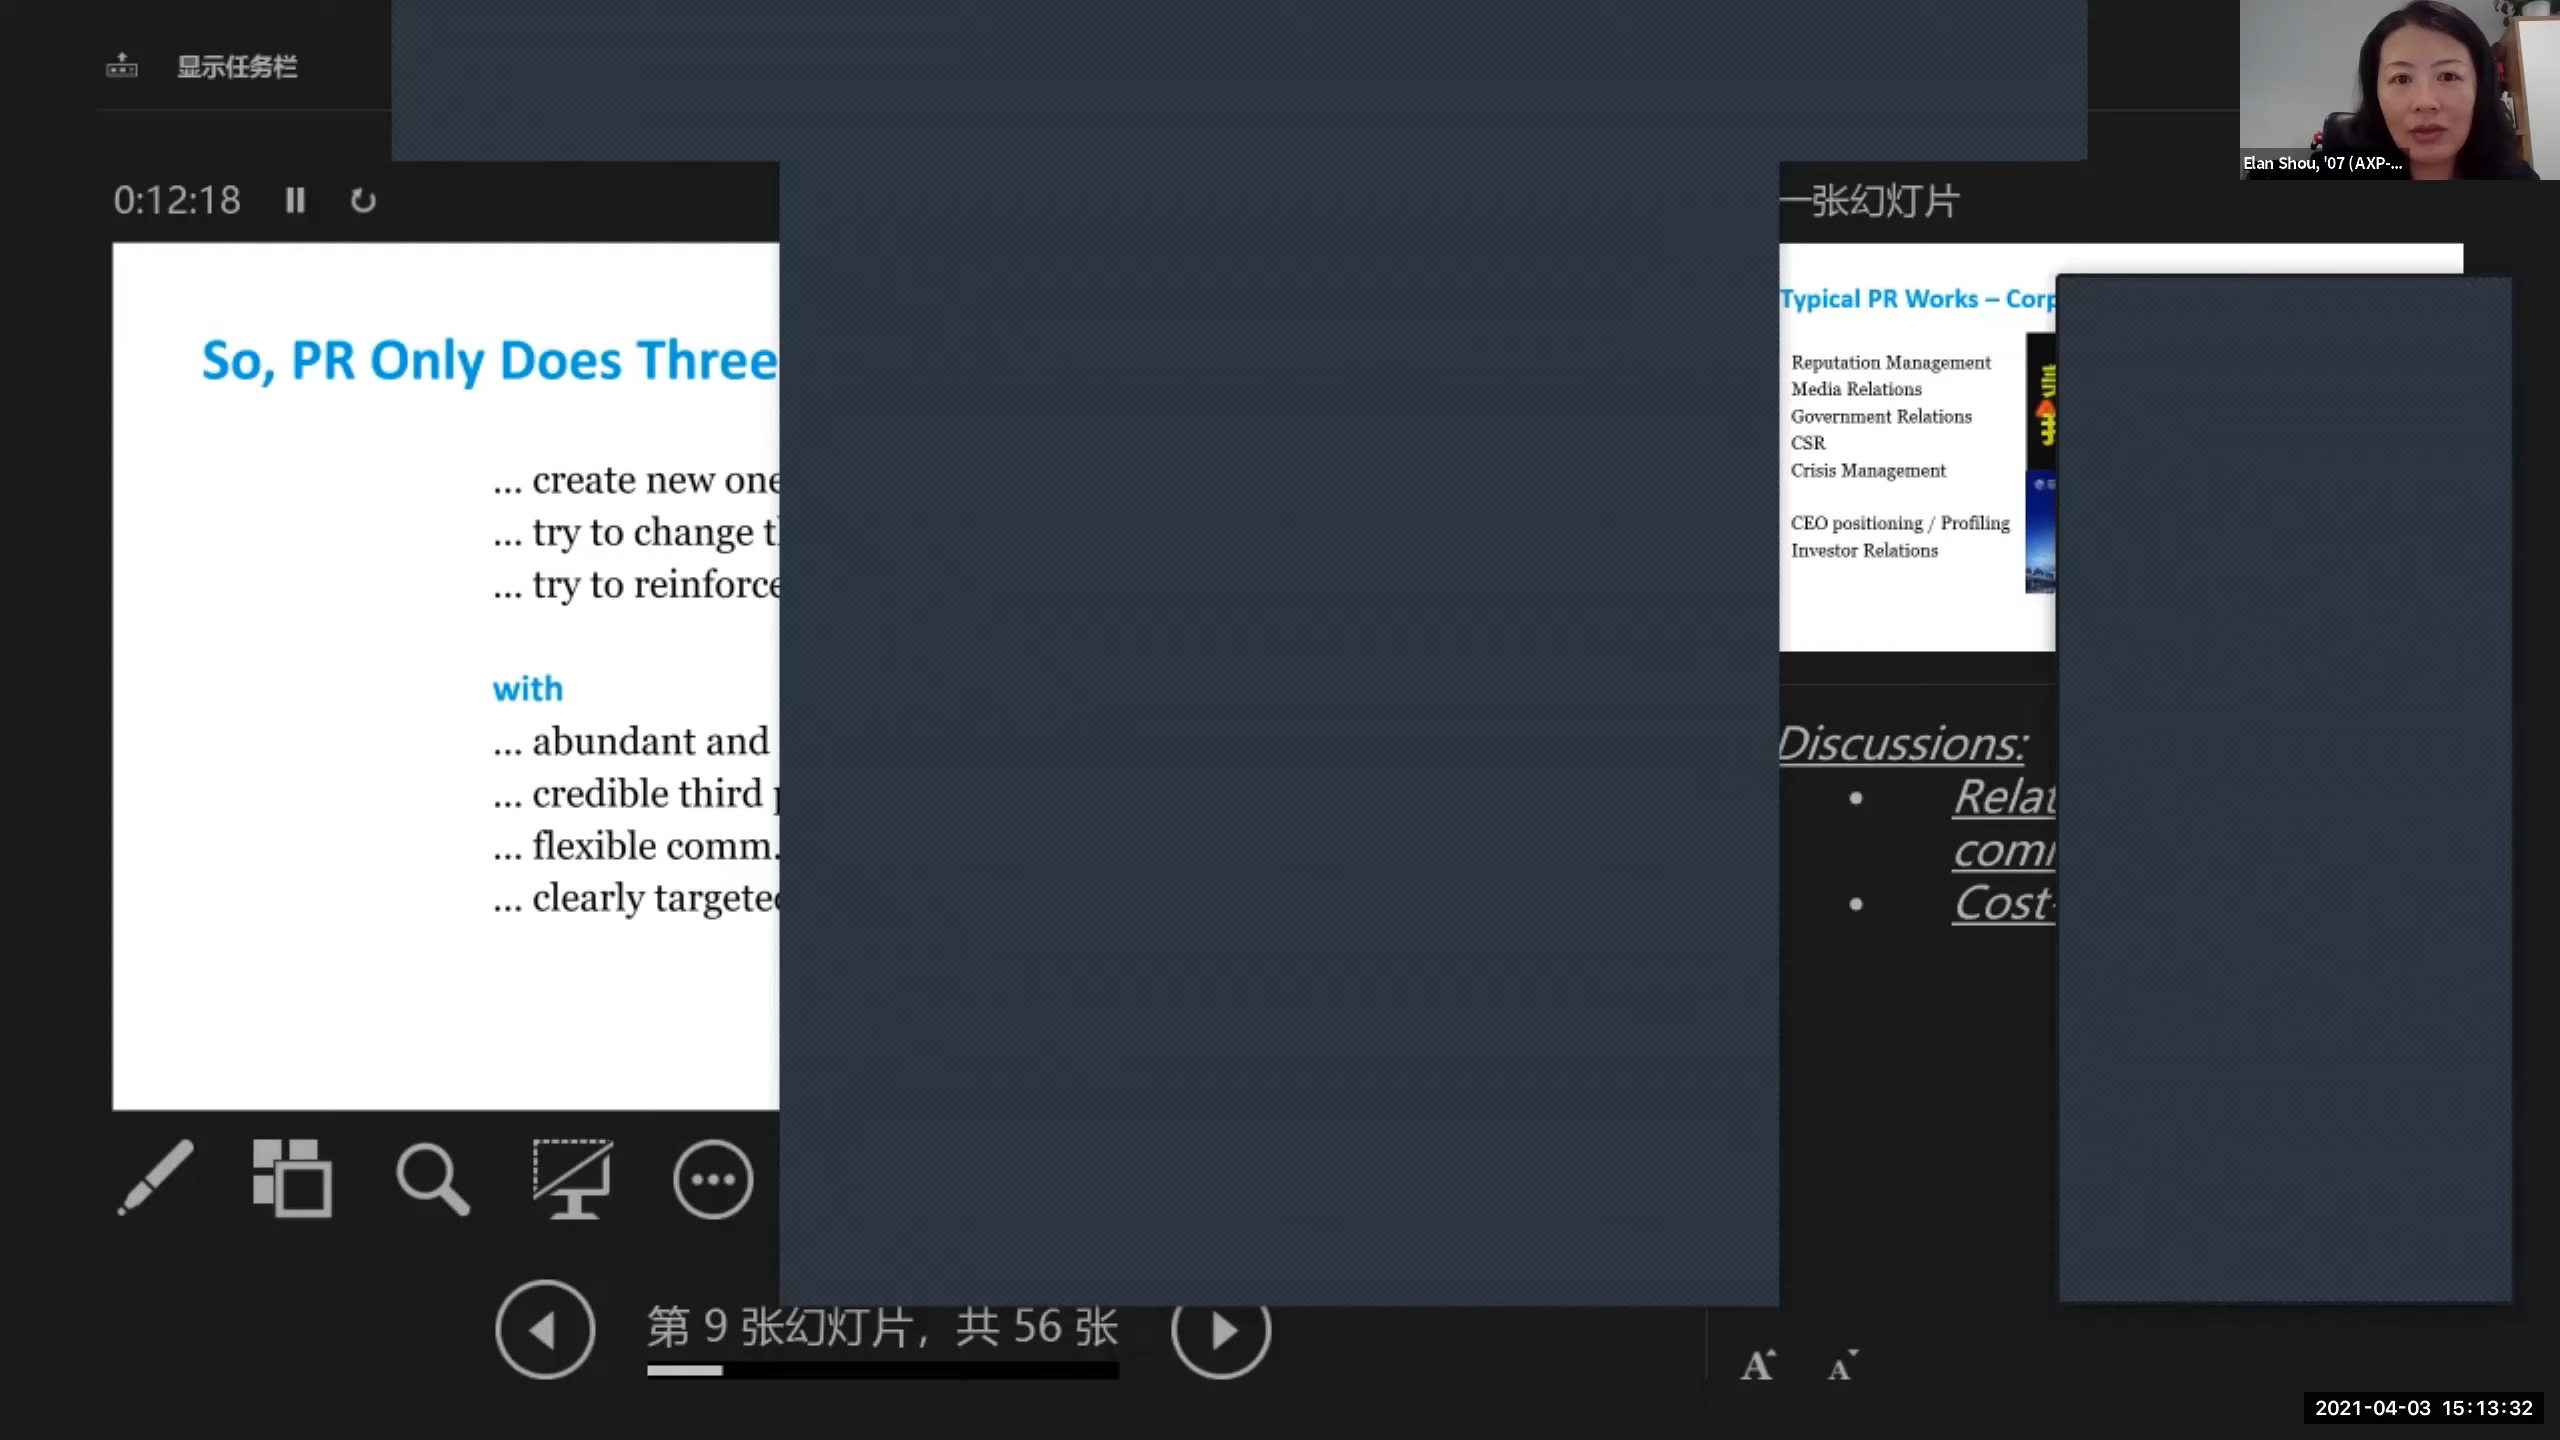 显示任务栏
Elan Shou, '07 (AXP-...
0:12:18
一张幻灯片
So, PR Only Does Three
... create new one
... try to change
... try to reinforce
with
... abundant and
... credible third
... flexible comm.
... clearly targeted
Typical PR Works – Corp
Reputation Management
Media Relations
Government Relations
CSR
Crisis Management
CEO positioning / Profiling
Investor Relations
Discussions:
• Relat
com
• Cost-
第 9 张幻灯片，共 56 张
A A
2021-04-03 15:13:32